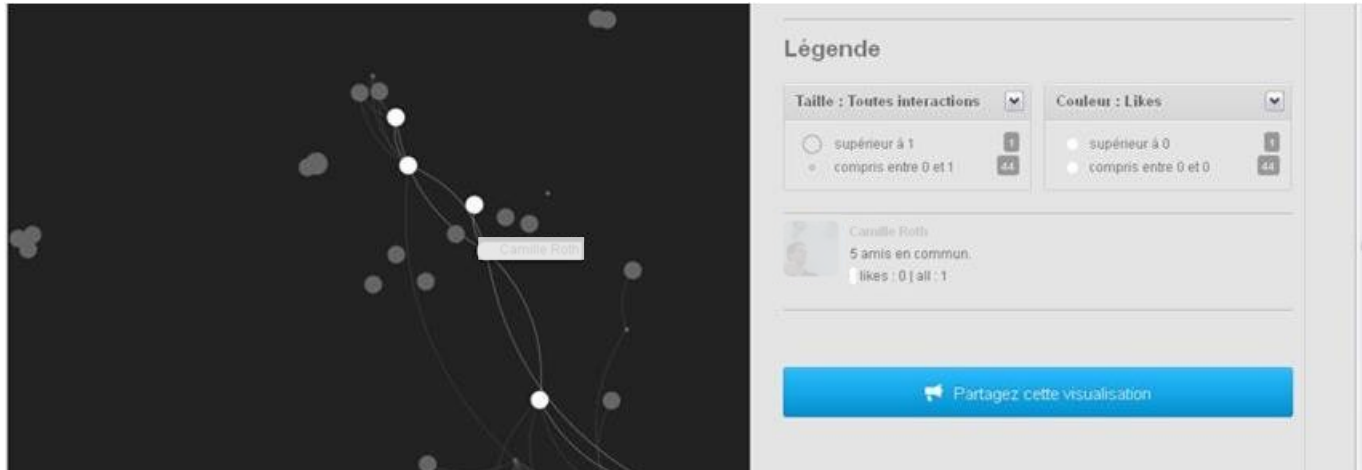 Camille Roth
Légende
Taille : Toutes interactions
supérieur à 1 1
compris entre 0 et 1 44
Couleur : Likes
supérieur à 0 1
compris entre 0 et 0 44
Camille Roth
5 amis en commun.
likes : 0 | all : 1
Partagez cette visualisation